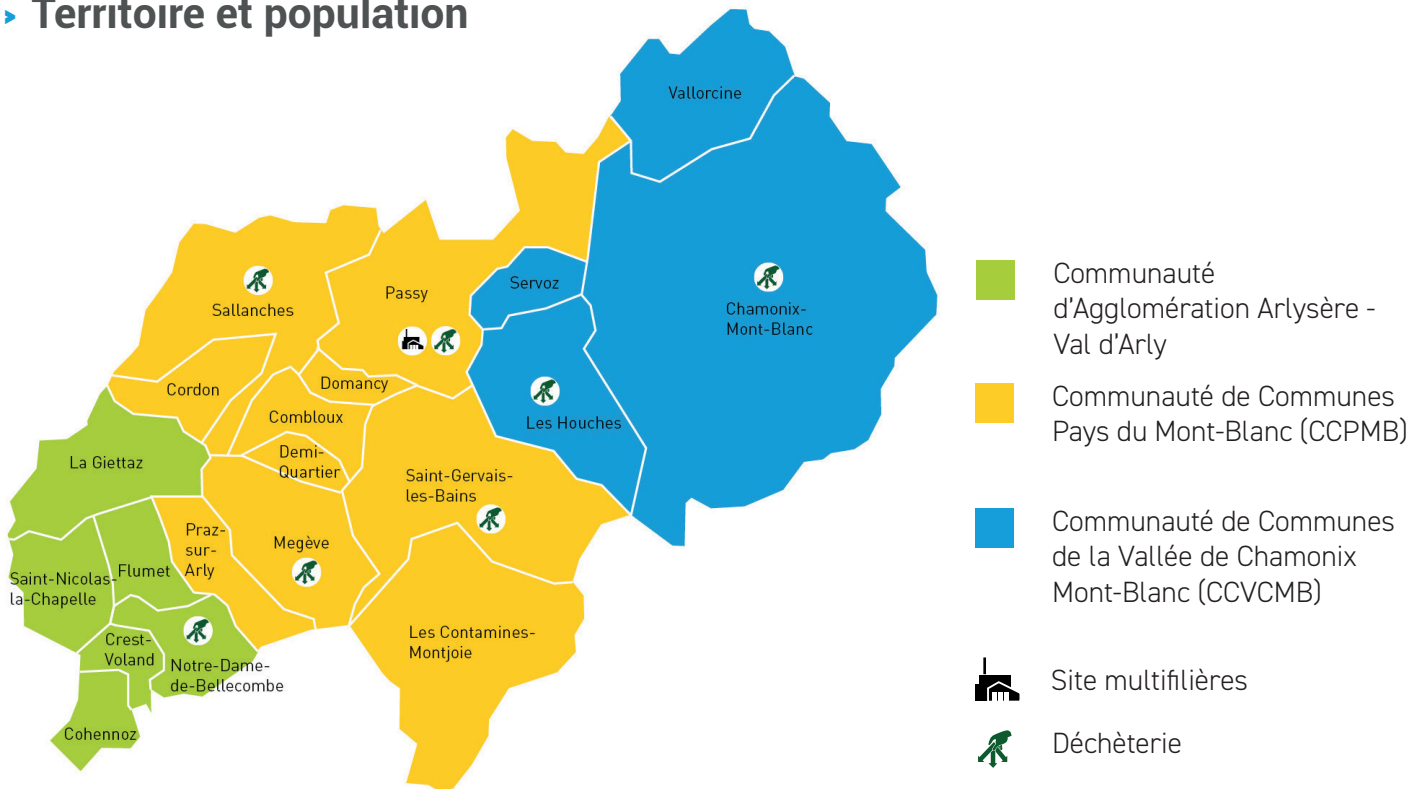 > Territoire et population
Vallorcine
Servoz
Passy
Sallanches
Chamonix-
Mont-Blanc
Cordon
Domancy
Combloux
Les Houches
Demi-
Quartier
La Giettaz
Saint-Gervais-
les-Bains
Praz-
sur-
Arly
Megève
Flumet
Saint-Nicolas-
la-Chapelle
Crest-
Voland
Les Contamines-
Montjoie
Notre-Dame-
de-Bellecombe
Cohennoz
Communauté
d'Agglomération Arlysère -
Val d'Arly
Communauté de Communes
Pays du Mont-Blanc (CCPMB)
Communauté de Communes
de la Vallée de Chamonix
Mont-Blanc (CCVCMB)
Site multifilières
Déchèterie